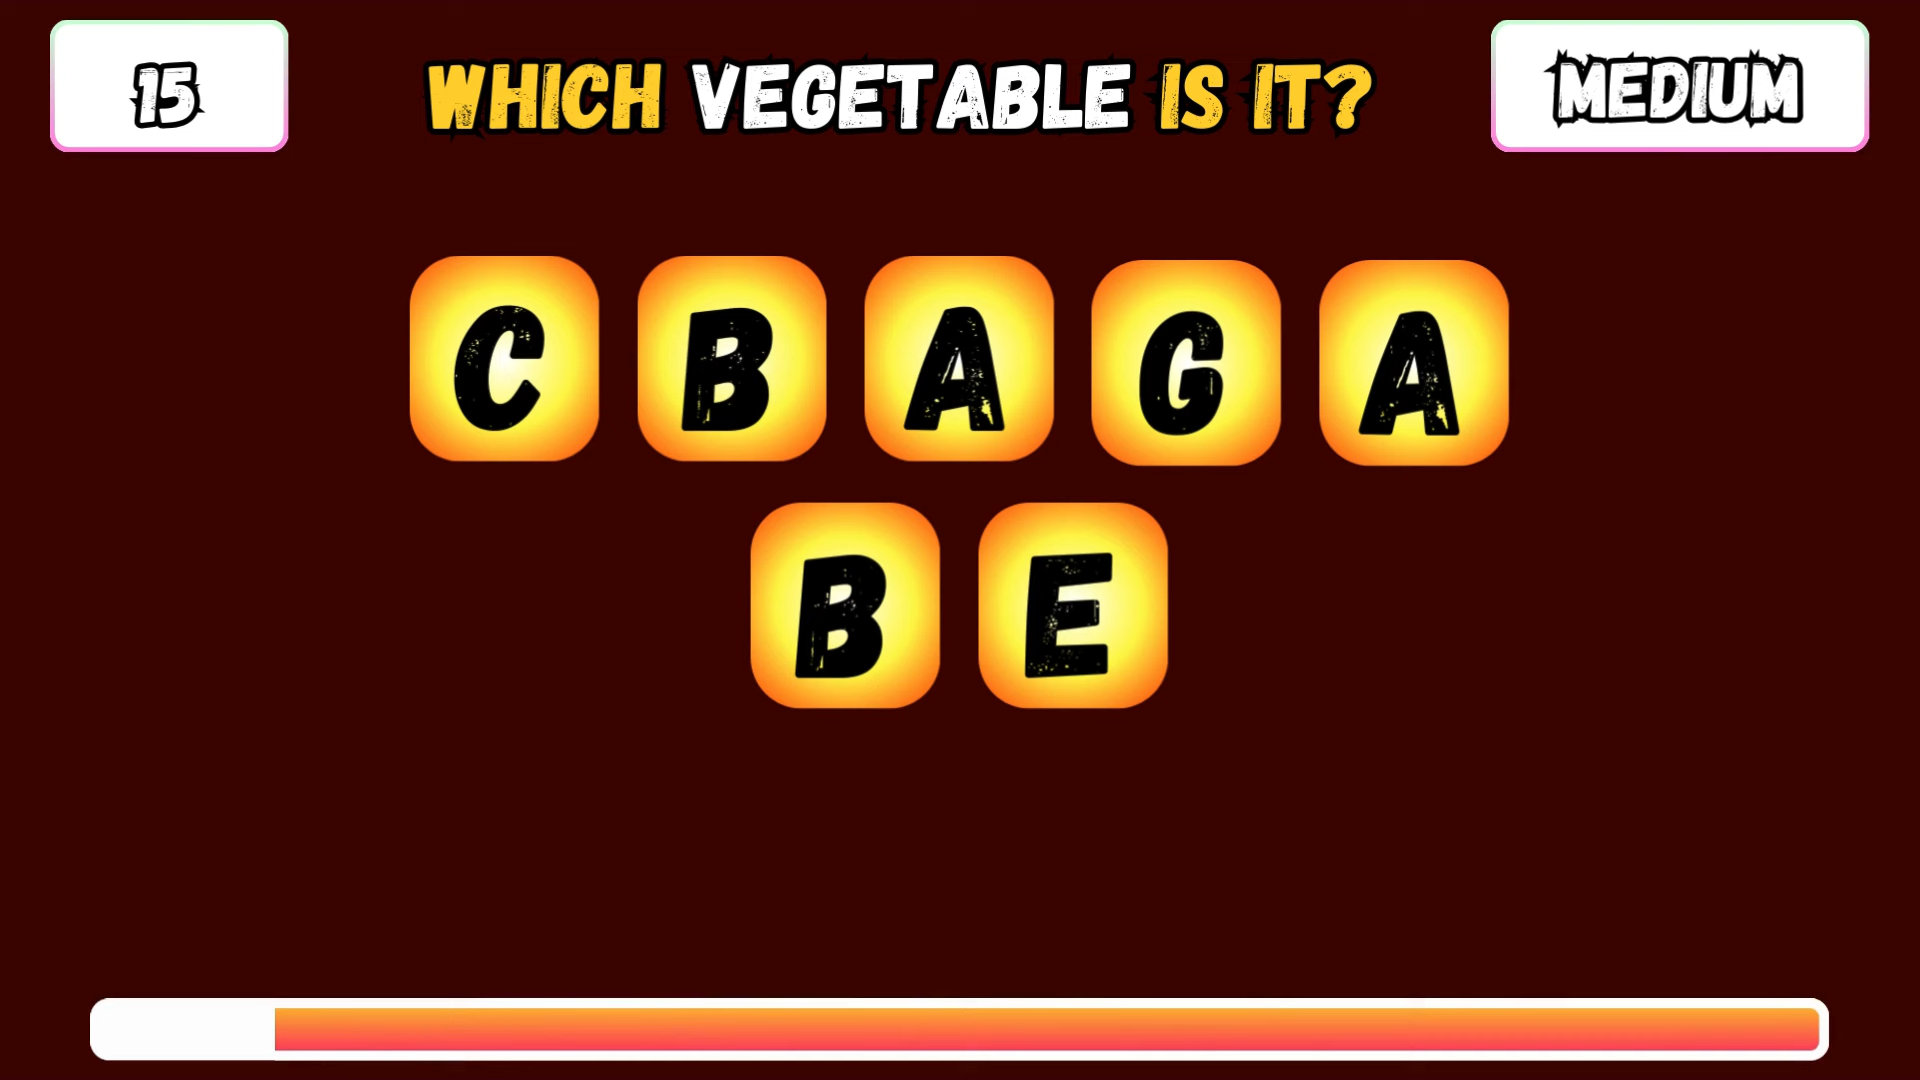 15
WHICH VEGETABLE IS IT?
MEDIUM
C B A G A
B E